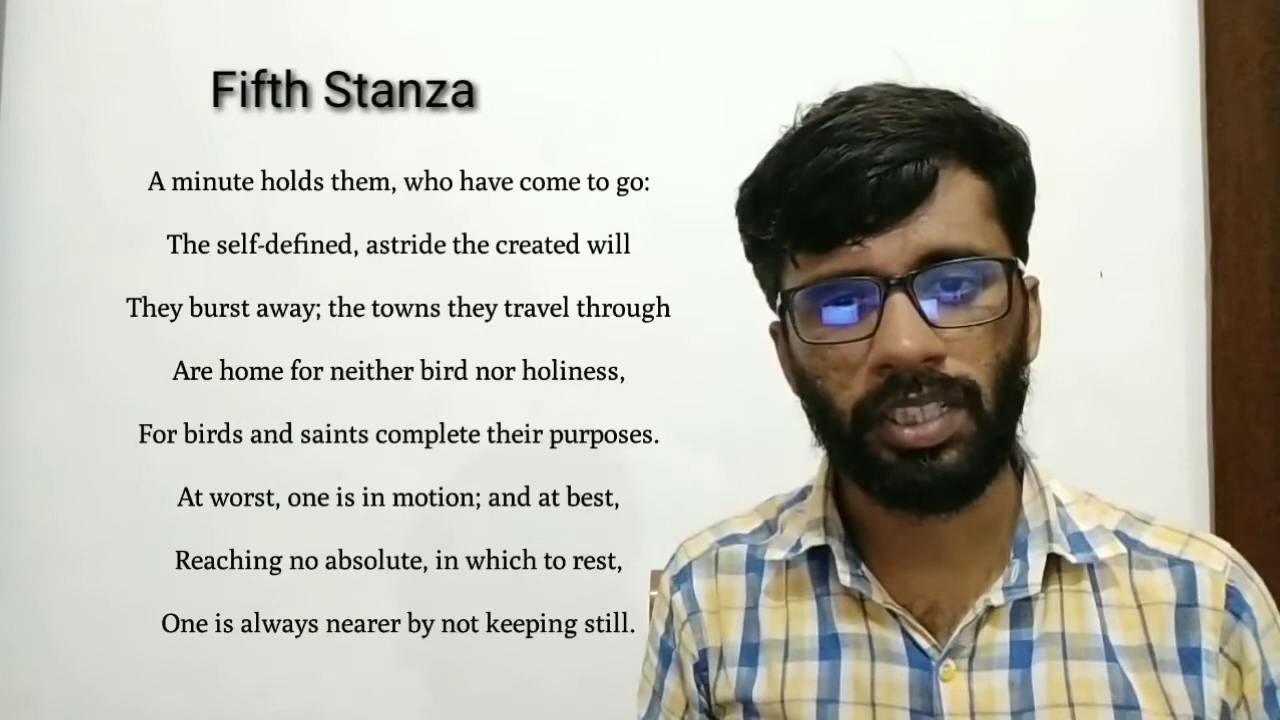 Fifth Stanza
A minute holds them, who have come to go:
The self-defined, astride the created will
They burst away; the towns they travel through
Are home for neither bird nor holiness,
For birds and saints complete their purposes.
At worst, one is in motion; and at best,
Reaching no absolute, in which to rest,
One is always nearer by not keeping still.